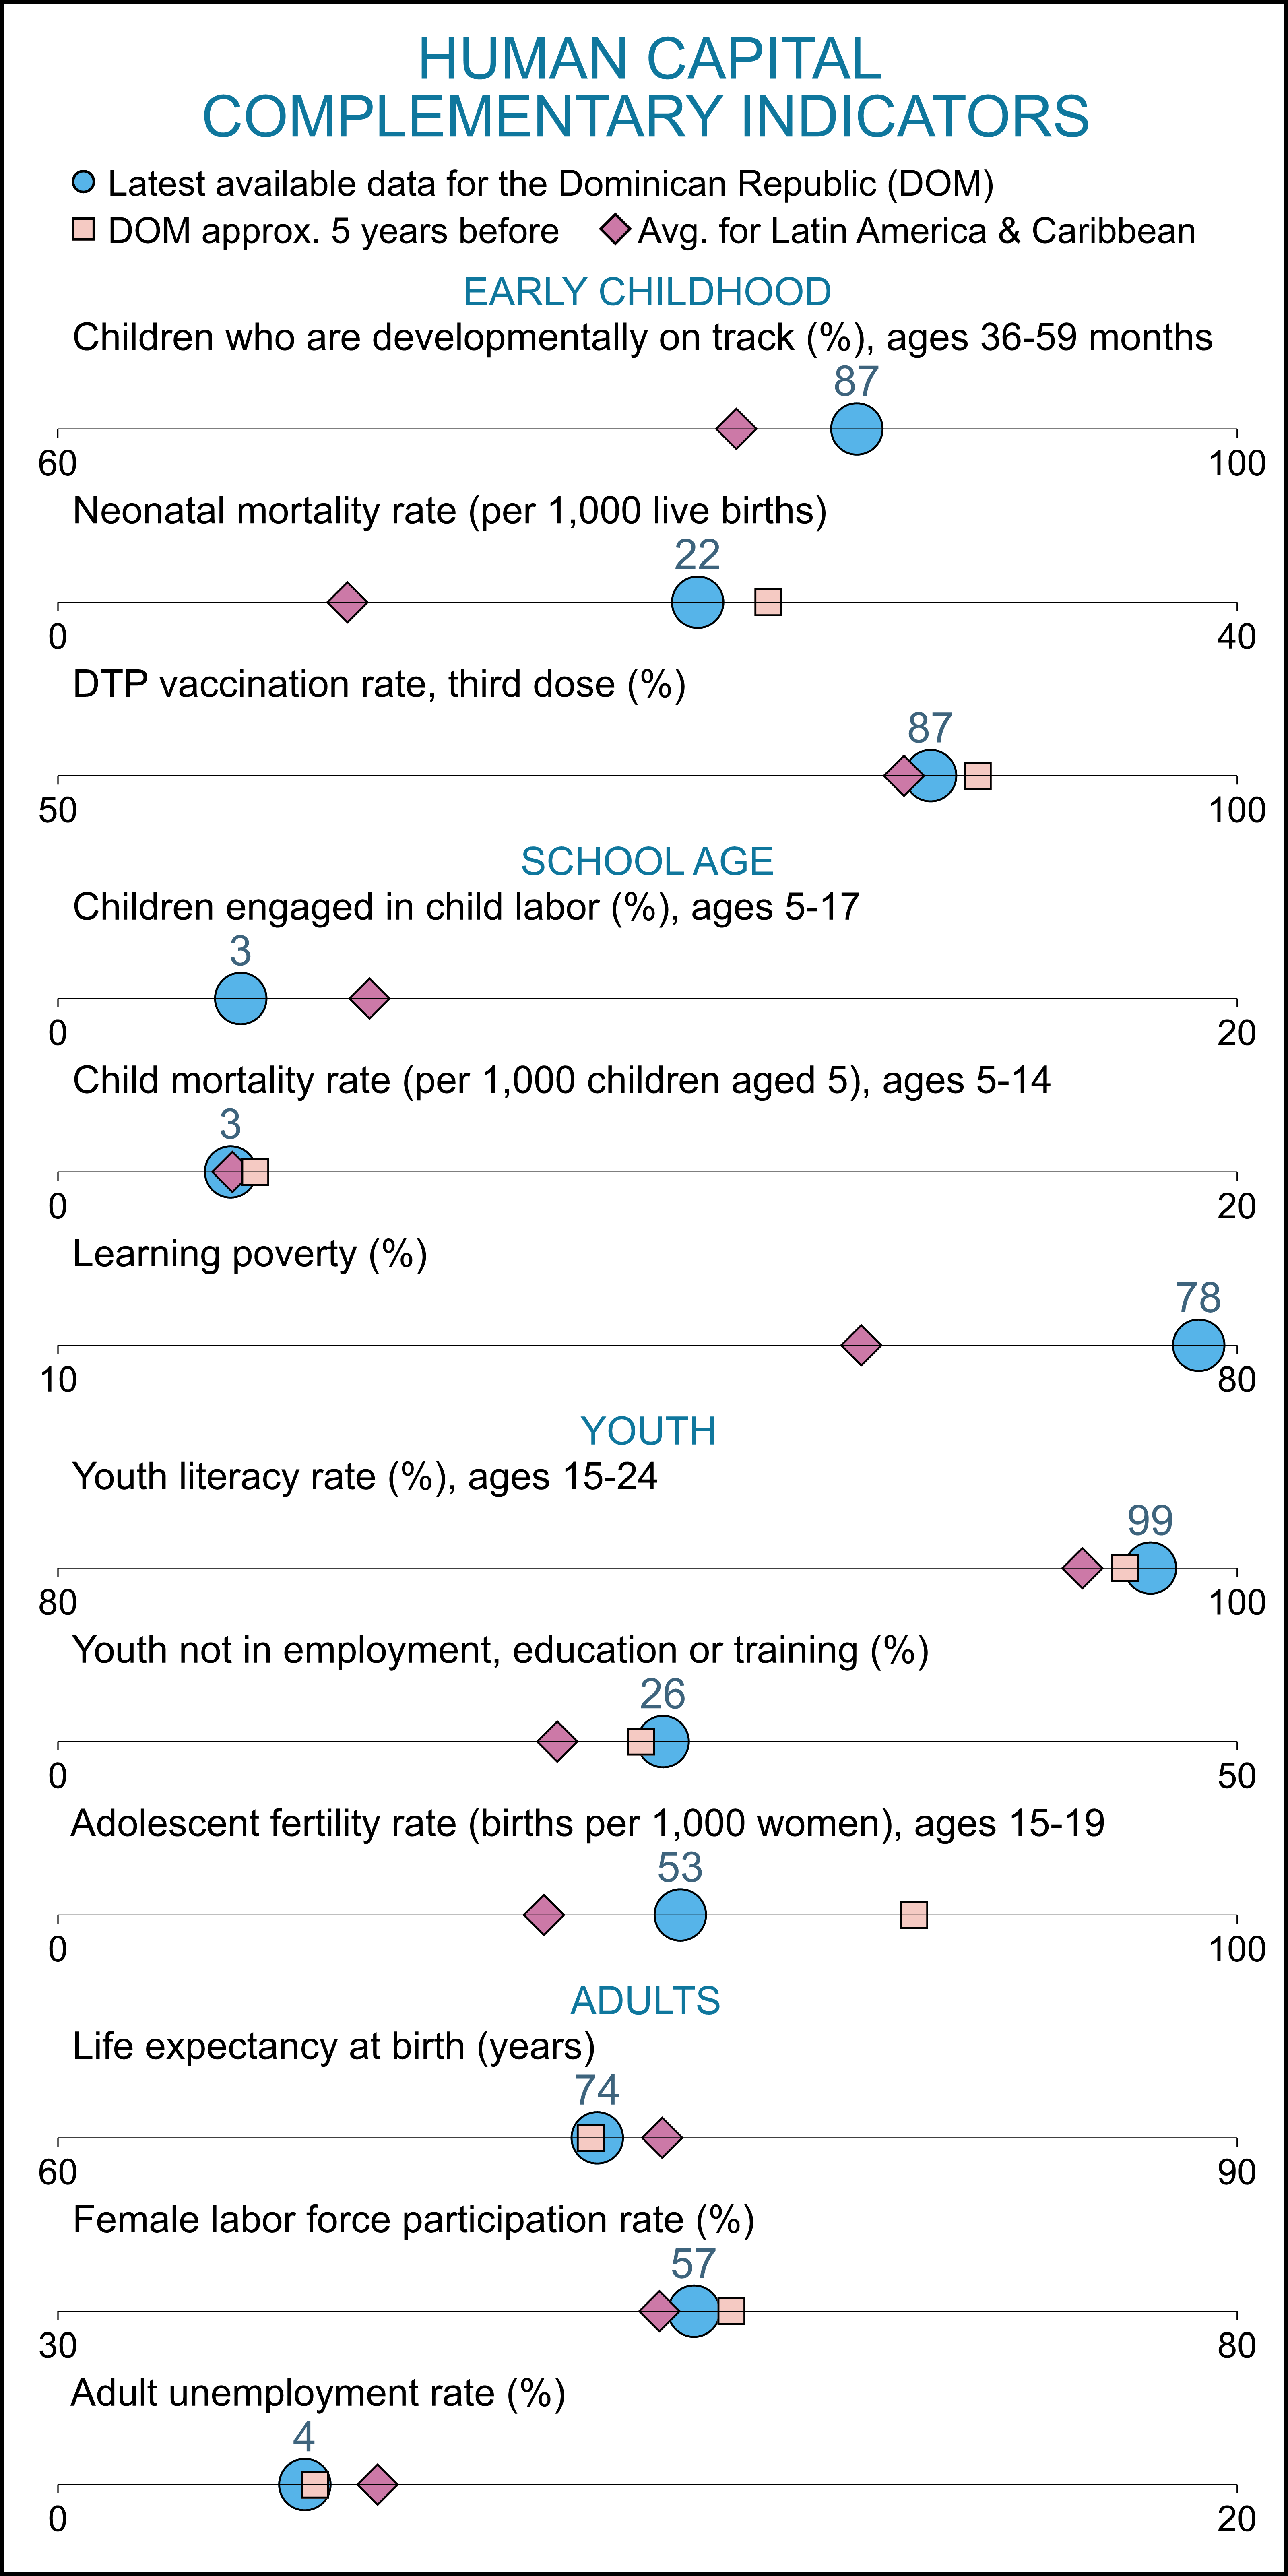 HUMAN CAPITAL
COMPLEMENTARY INDICATORS
Latest available data for the Dominican Republic (DOM)
DOM approx. 5 years before Avg. for Latin America & Caribbean
EARLY CHILDHOOD
Children who are developmentally on track (%), ages 36-59 months
87
60 100
Neonatal mortality rate (per 1,000 live births)
22
0 40
DTP vaccination rate, third dose (%)
87
50 100
SCHOOL AGE
Children engaged in child labor (%), ages 5-17
3
0 20
Child mortality rate (per 1,000 children aged 5), ages 5-14
3
0 20
Learning poverty (%)
78
10 80
YOUTH
Youth literacy rate (%), ages 15-24
99
80 100
Youth not in employment, education or training (%)
26
0 50
Adolescent fertility rate (births per 1,000 women), ages 15-19
53
0 100
ADULTS
Life expectancy at birth (years)
74
60 90
Female labor force participation rate (%)
57
30 80
Adult unemployment rate (%)
4
0 20